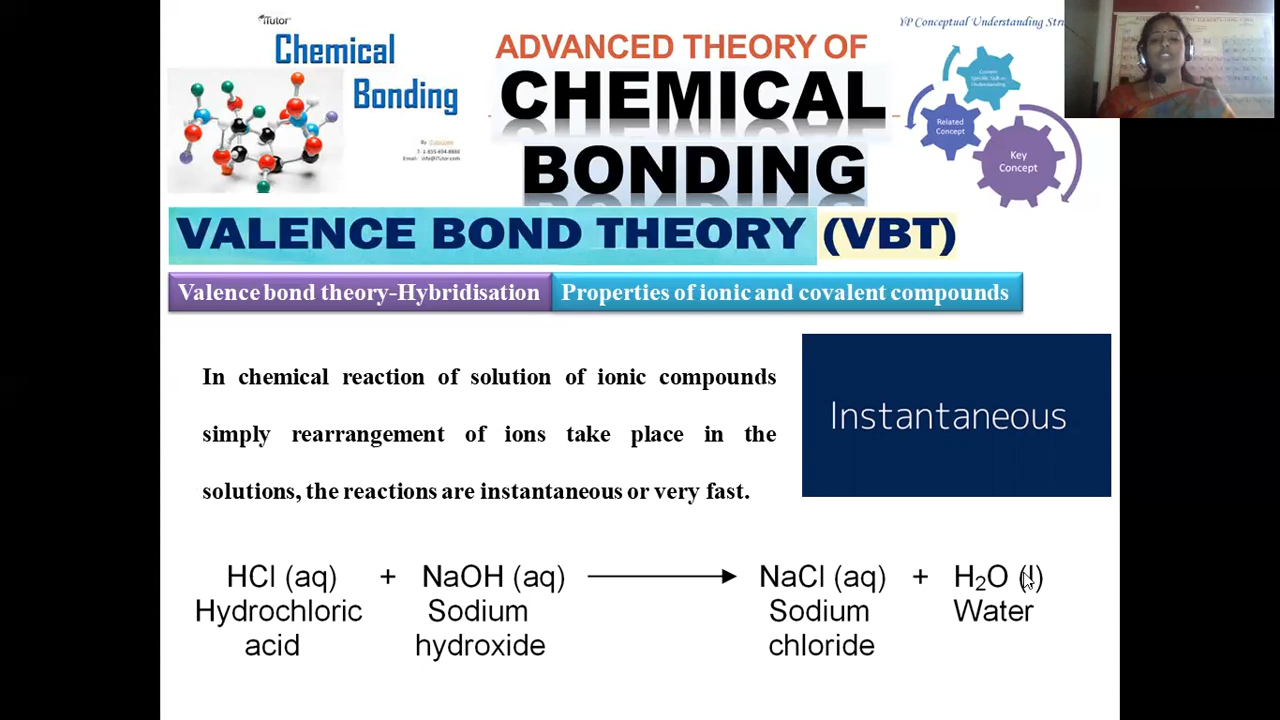 iTutor
Chemical
Bonding
ADVANCED THEORY OF
CHEMICAL
BONDING
YP Conceptual Understanding
Related
Concept
Key
Concept
VALENCE BOND THEORY (VBT)
Valence bond theory-Hybridisation
Properties of ionic and covalent compounds
In chemical reaction of solution of ionic compounds
simply rearrangement of ions take place in the
solutions, the reactions are instantaneous or very fast.
Instantaneous
HCl (aq) + NaOH (aq) ⟶ NaCl (aq) + H₂O (l)
Hydrochloric Sodium Sodium Water
acid hydroxide chloride